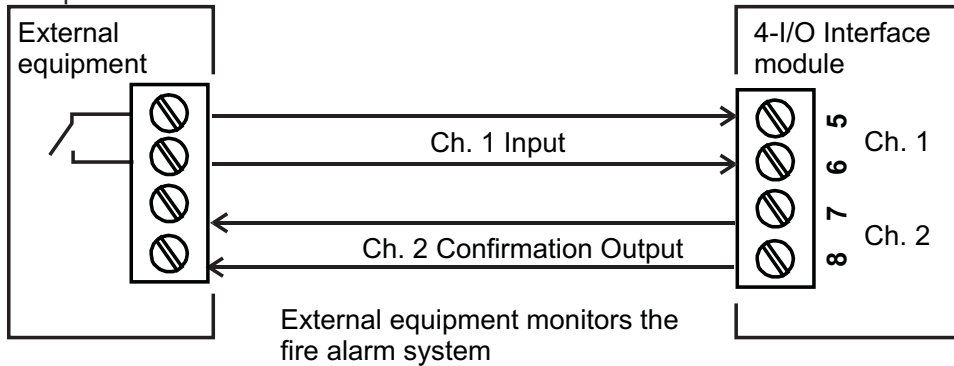 External
equipment
4-I/O Interface
module
Ch. 1 Input
5
6
Ch. 1
Ch. 2 Confirmation Output
7
8
Ch. 2
External equipment monitors the
fire alarm system